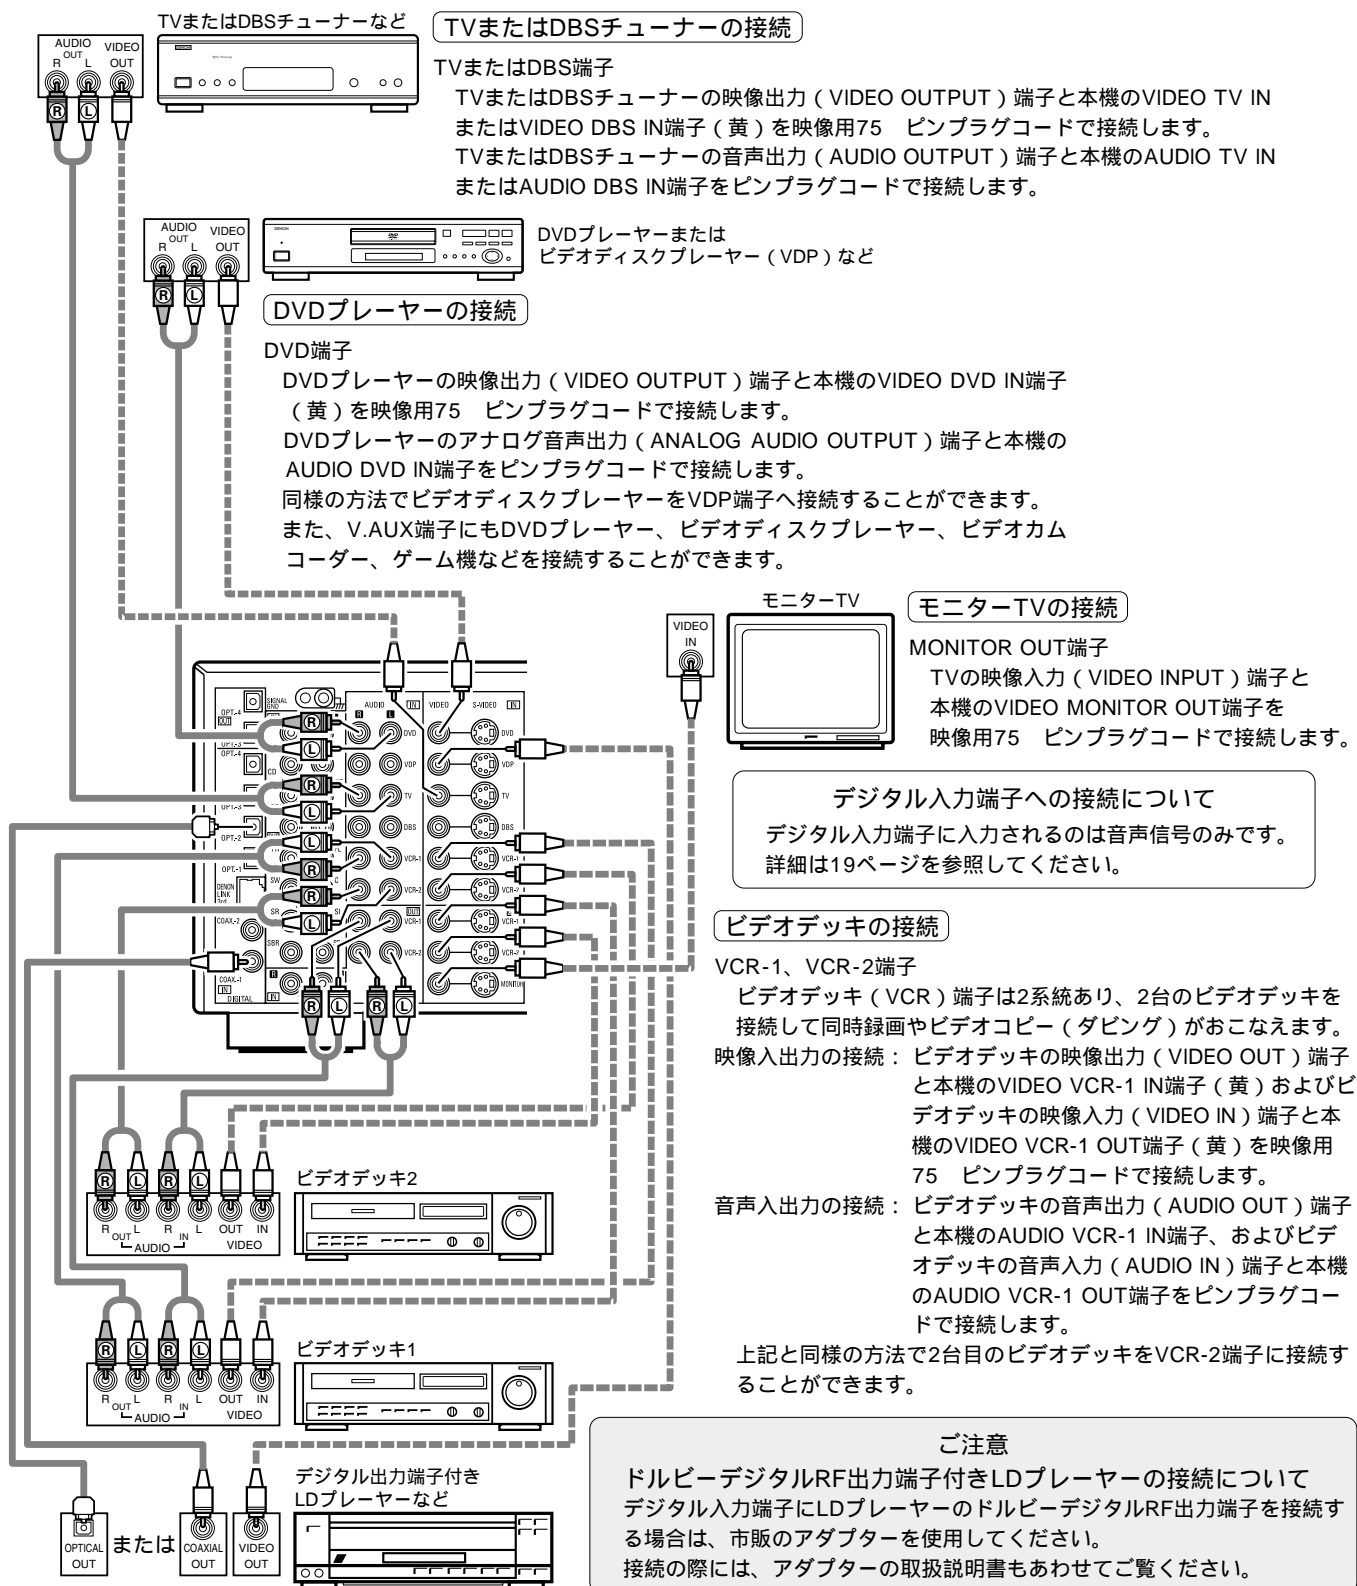 TVまたはDBSチューナーなど
AUDIO
OUT
R L
VIDEO
OUT
R L
TVまたはDBSチューナーの接続
TVまたはDBS端子
TVまたはDBSチューナーの映像出力（VIDEO OUTPUT）端子と本機のVIDEO TV IN
またはVIDEO DBS IN端子（黄）を映像用75　ピンプラグコードで接続します。
TVまたはDBSチューナーの音声出力（AUDIO OUTPUT）端子と本機のAUDIO TV IN
またはAUDIO DBS IN端子をピンプラグコードで接続します。
AUDIO
OUT
R L
VIDEO
OUT
R L
DVDプレーヤーまたは
ビデオディスクプレーヤー（VDP）など
DVDプレーヤーの接続
DVD端子
DVDプレーヤーの映像出力（VIDEO OUTPUT）端子と本機のVIDEO DVD IN端子
（黄）を映像用75　ピンプラグコードで接続します。
DVDプレーヤーのアナログ音声出力（ANALOG AUDIO OUTPUT）端子と本機の
AUDIO DVD IN端子をピンプラグコードで接続します。
同様の方法でビデオディスクプレーヤーをVDP端子へ接続することができます。
また、V.AUX端子にもDVDプレーヤー、ビデオディスクプレーヤー、ビデオカム
コーダー、ゲーム機などを接続することができます。
モニターTV
VIDEO
IN
モニターTVの接続
MONITOR OUT端子
TVの映像入力（VIDEO INPUT）端子と
本機のVIDEO MONITOR OUT端子を
映像用75　ピンプラグコードで接続します。
OPT.-4
OUT
SIGNAL
GND
AUDIO IN VIDEO S-VIDEO IN
R L
DVD
OPT.-3
OPT.-4
CD
VDP
TV
OPT.-3
DBS
OPT.-2
VCR-1
OPT.-1
DENON
LINK
SW
C
VCR-2
COAX.-2
SR
OUT
VCR-1
SBR
VCR-2
COAX.-1
IN
DIGITAL
R
IN
MONITOR
R L R L
デジタル入力端子への接続について
デジタル入力端子に入力されるのは音声信号のみです。
詳細は19ページを参照してください。
ビデオデッキの接続
VCR-1、VCR-2端子
ビデオデッキ（VCR）端子は2系統あり、2台のビデオデッキを
接続して同時録画やビデオコピー（ダビング）がおこなえます。
映像入出力の接続： ビデオデッキの映像出力（VIDEO OUT）端子
と本機のVIDEO VCR-1 IN端子（黄）およびビ
デオデッキの映像入力（VIDEO IN）端子と本
機のVIDEO VCR-1 OUT端子（黄）を映像用
75　ピンプラグコードで接続します。
音声入出力の接続： ビデオデッキの音声出力（AUDIO OUT）端子
と本機のAUDIO VCR-1 IN端子、およびビデ
オデッキの音声入力（AUDIO IN）端子と本機
のAUDIO VCR-1 OUT端子をピンプラグコー
ドで接続します。
上記と同様の方法で2台目のビデオデッキをVCR-2端子に接続す
ることができます。
R L R L
R L R L OUT IN
OUT IN
AUDIO VIDEO
ビデオデッキ2
R L R L
R L R L OUT IN
OUT IN
AUDIO VIDEO
ビデオデッキ1
OPTICAL
OUT
または
COAXIAL
OUT
VIDEO
OUT
デジタル出力端子付き
LDプレーヤーなど
ご注意
ドルビーデジタルRF出力端子付きLDプレーヤーの接続について
デジタル入力端子にLDプレーヤーのドルビーデジタルRF出力端子を接続す
る場合は、市販のアダプターを使用してください。
接続の際には、アダプターの取扱説明書もあわせてご覧ください。